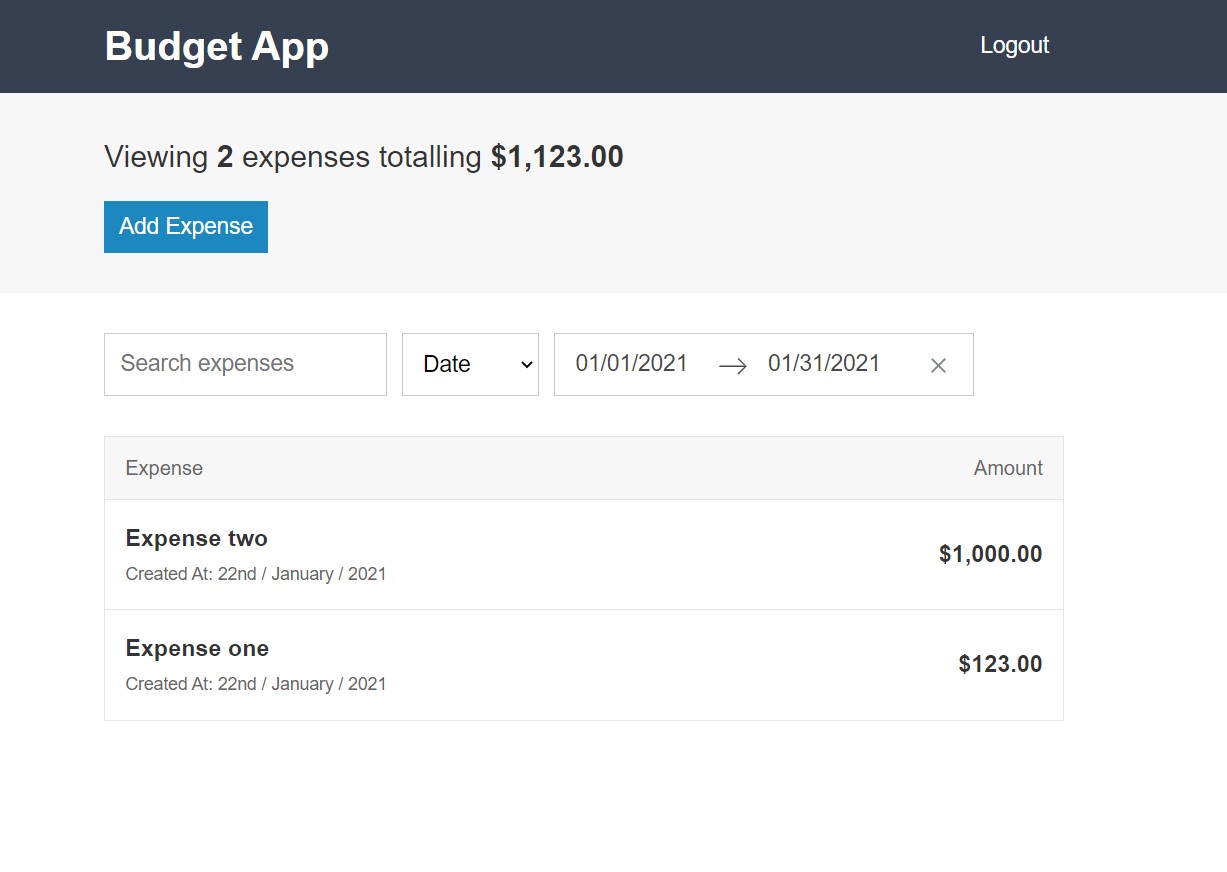 Budget App
Logout
Viewing 2 expenses totalling $1,123.00
Add Expense
Search expenses
Date
01/01/2021
01/31/2021
Expense
Amount
Expense two
Created At: 22nd / January / 2021
$1,000.00
Expense one
Created At: 22nd / January / 2021
$123.00